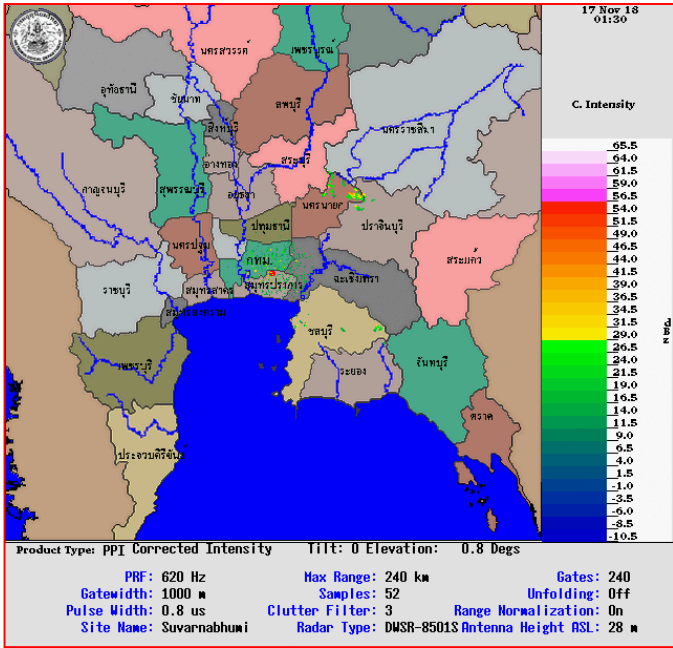 17 Nov 18
01:30
C. Intensity
นครสวรรค์
เพชรบูรณ์
อุทัยธานี
ชัยนาท
ลพบุรี
นครราชสีมา
สิงหบุรี
อ่างทอง
สระบุรี
กาญจนบุรี
สุพรรณบุรี
อยุธยา
นครนายก
ปราจีนบุรี
ปทุมธานี
นครปฐม
กทม.
สระแก้ว
ราชบุรี
สมุทรสาคร
สมุทรปราการ
ฉะเชิงเทรา
สมุทรสงคราม
ชลบุรี
เพชรบุรี
ระยอง
จันทบุรี
ตราด
ประจวบคีรีขันธ์
65.5
64.0
61.5
59.0
56.5
54.0
51.5
49.0
46.5
44.0
41.5
39.0
36.5
34.0
31.5
29.0
26.5
24.0
21.5
19.0
16.5
14.0
11.5
9.0
6.5
4.0
1.5
-1.0
-3.5
-6.0
-8.5
-10.5
Product Type: PPI Corrected Intensity Tilt: 0 Elevation: 0.8 Degs
PRF: 620 Hz Max Range: 240 km Gates: 240
Gatewidth: 1000 m Samples: 52 Unfolding: Off
Pulse Width: 0.8 us Clutter Filter: 3 Range Normalization: On
Site Name: Suvarnabhumi Radar Type: DWSR-8501S Antenna Height ASL: 28 m